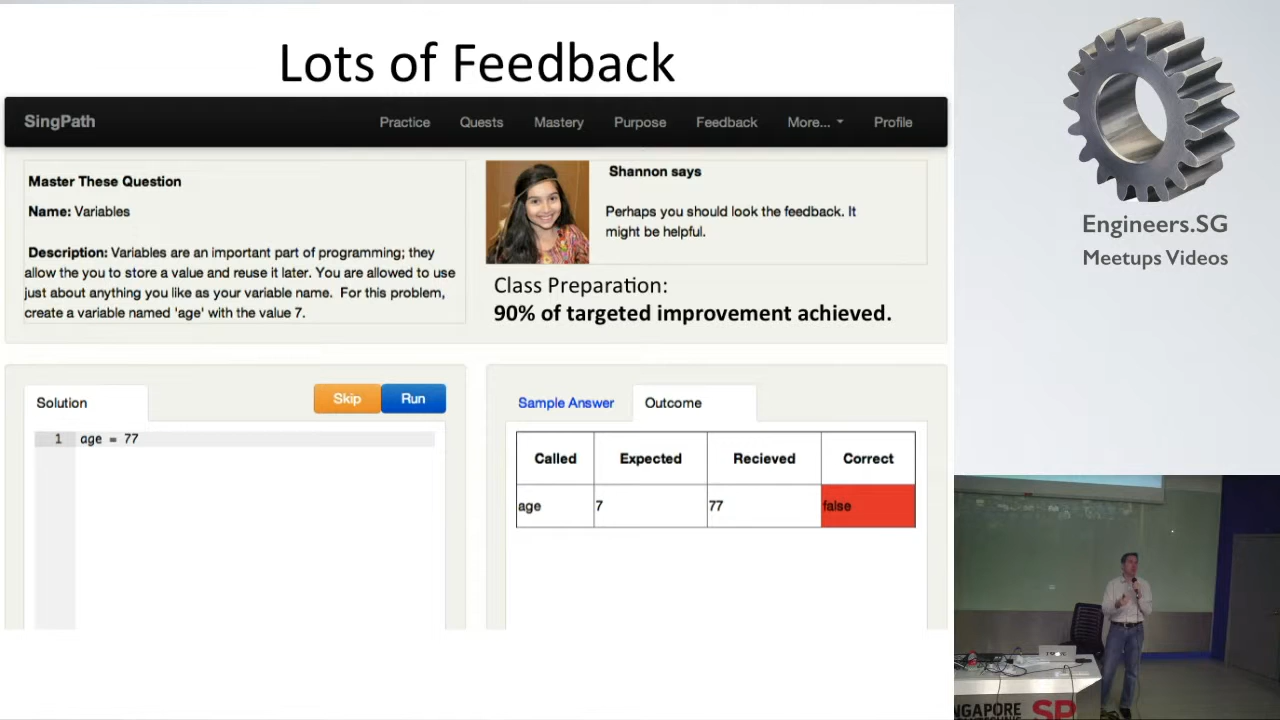 Lots of Feedback
SingPath
Practice
Quests
Mastery
Purpose
Feedback
More...
Profile
Master These Question
Name: Variables
Description: Variables are an important part of programming; they
allow the you to store a value and reuse it later. You are allowed to use
just about anything you like as your variable name. For this problem,
create a variable named 'age' with the value 7.
Shannon says
Perhaps you should look the feedback. It
might be helpful.
Class Preparation:
90% of targeted improvement achieved.
Solution
Skip
Run
1 age = 77
Sample Answer
Outcome
Called Expected Recieved Correct
age 7 77 false
Engineers.SG
Meetups Videos
SP